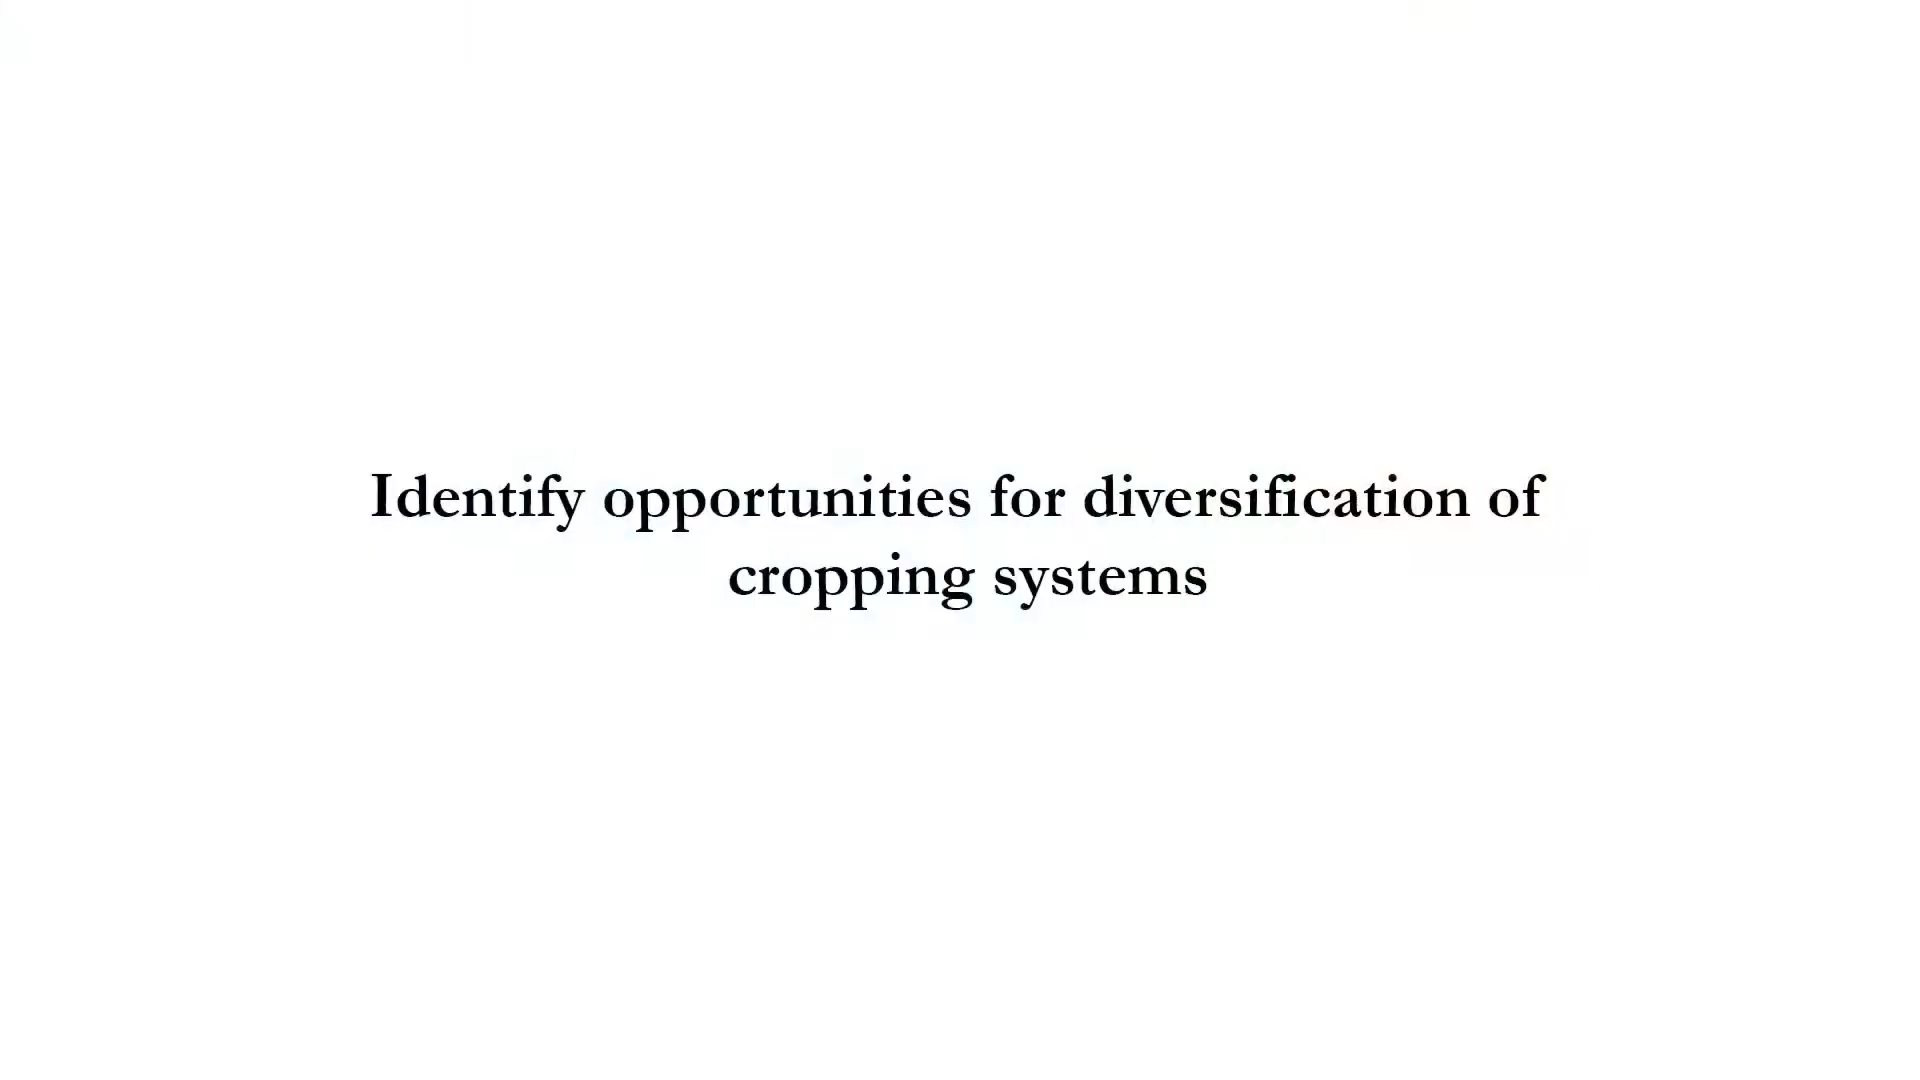 Identify opportunities for diversification of
cropping systems